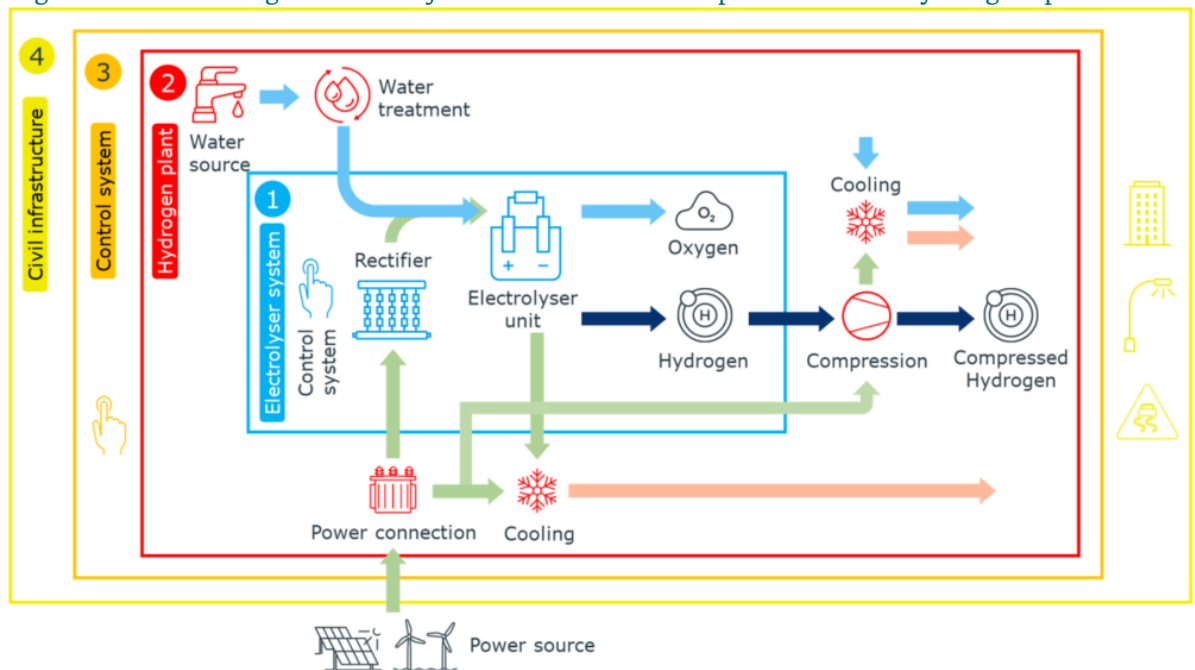 4
Civil infrastructure
3
Control system
2
Hydrogen plant
Water
source
Water
treatment
1
Electrolyser system
Control
system
Rectifier
+ −
Electrolyser
unit
O₂
Oxygen
H
Hydrogen
Cooling
Compression
H
Compressed
Hydrogen
Power connection
Cooling
Power source